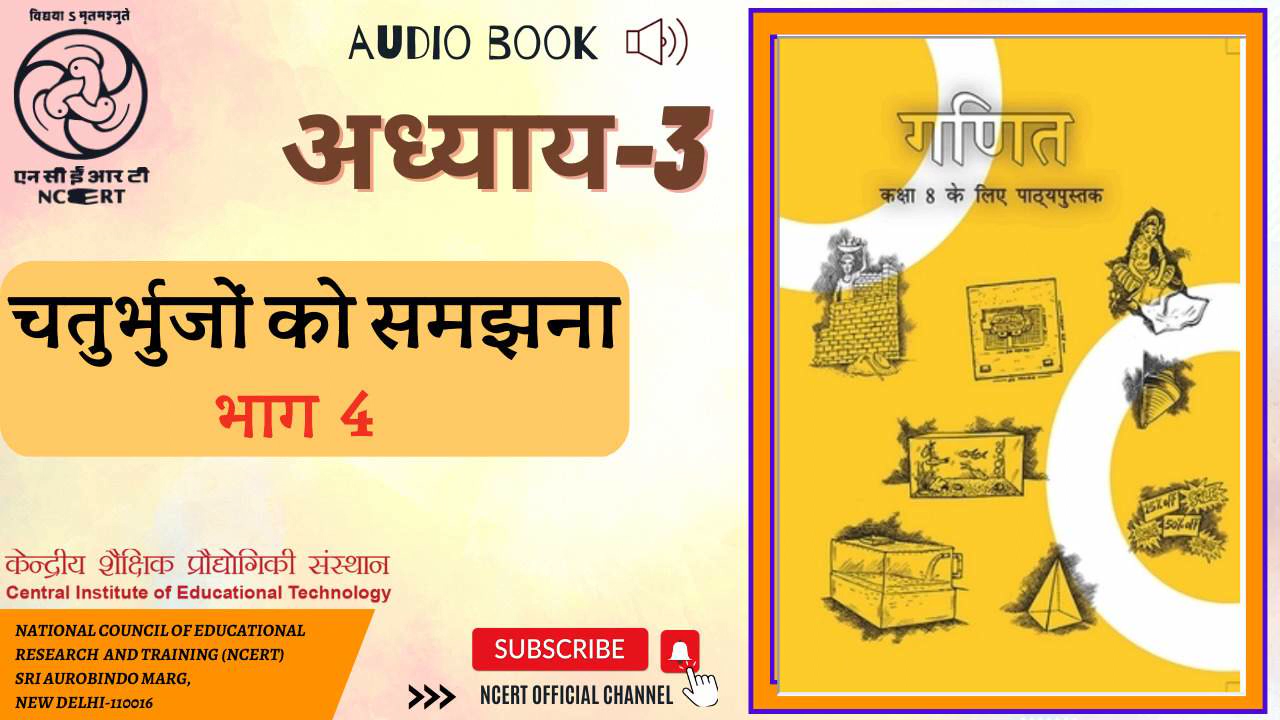 विद्यया ऽ मृतमश्नुते
एन सी ई आर टी
NCERT
AUDIO BOOK
अध्याय-3
चतुर्भुजों को समझना
भाग 4
केन्द्रीय शैक्षिक प्रौद्योगिकी संस्थान
Central Institute of Educational Technology
NATIONAL COUNCIL OF EDUCATIONAL
RESEARCH AND TRAINING (NCERT)
SRI AUROBINDO MARG,
NEW DELHI-110016
SUBSCRIBE
NCERT OFFICIAL CHANNEL
गणित
कक्षा 8 के लिए पाठ्यपुस्तक
50% off